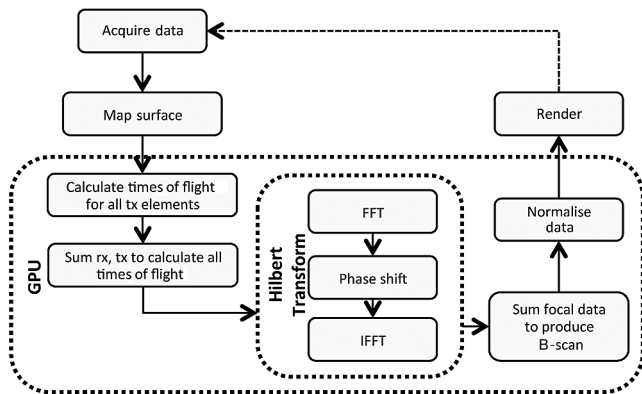 Acquire data
Map surface
Render
Calculate times of flight
for all tx elements
Sum rx, tx to calculate all
times of flight
GPU
Hilbert
Transform
FFT
Phase shift
IFFT
Normalise
data
Sum focal data
to produce
B-scan